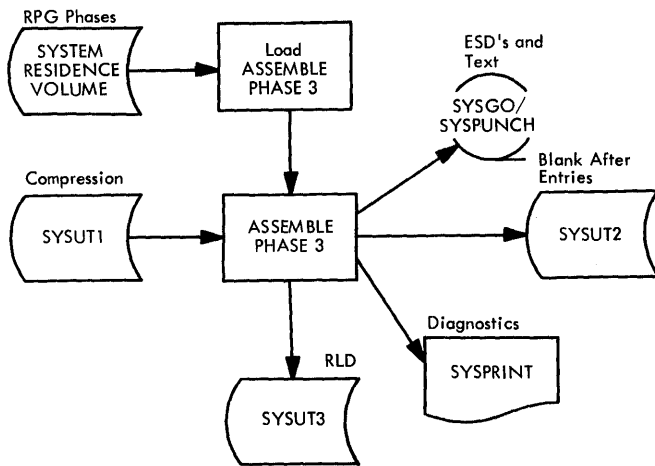 RPG Phases
SYSTEM
RESIDENCE
VOLUME
Load
ASSEMBLE
PHASE 3
ESD's and
Text
SYSGO/
SYSPUNCH
Compression
SYSUT1
ASSEMBLE
PHASE 3
Blank After
Entries
SYSUT2
Diagnostics
SYSPRINT
RLD
SYSUT3